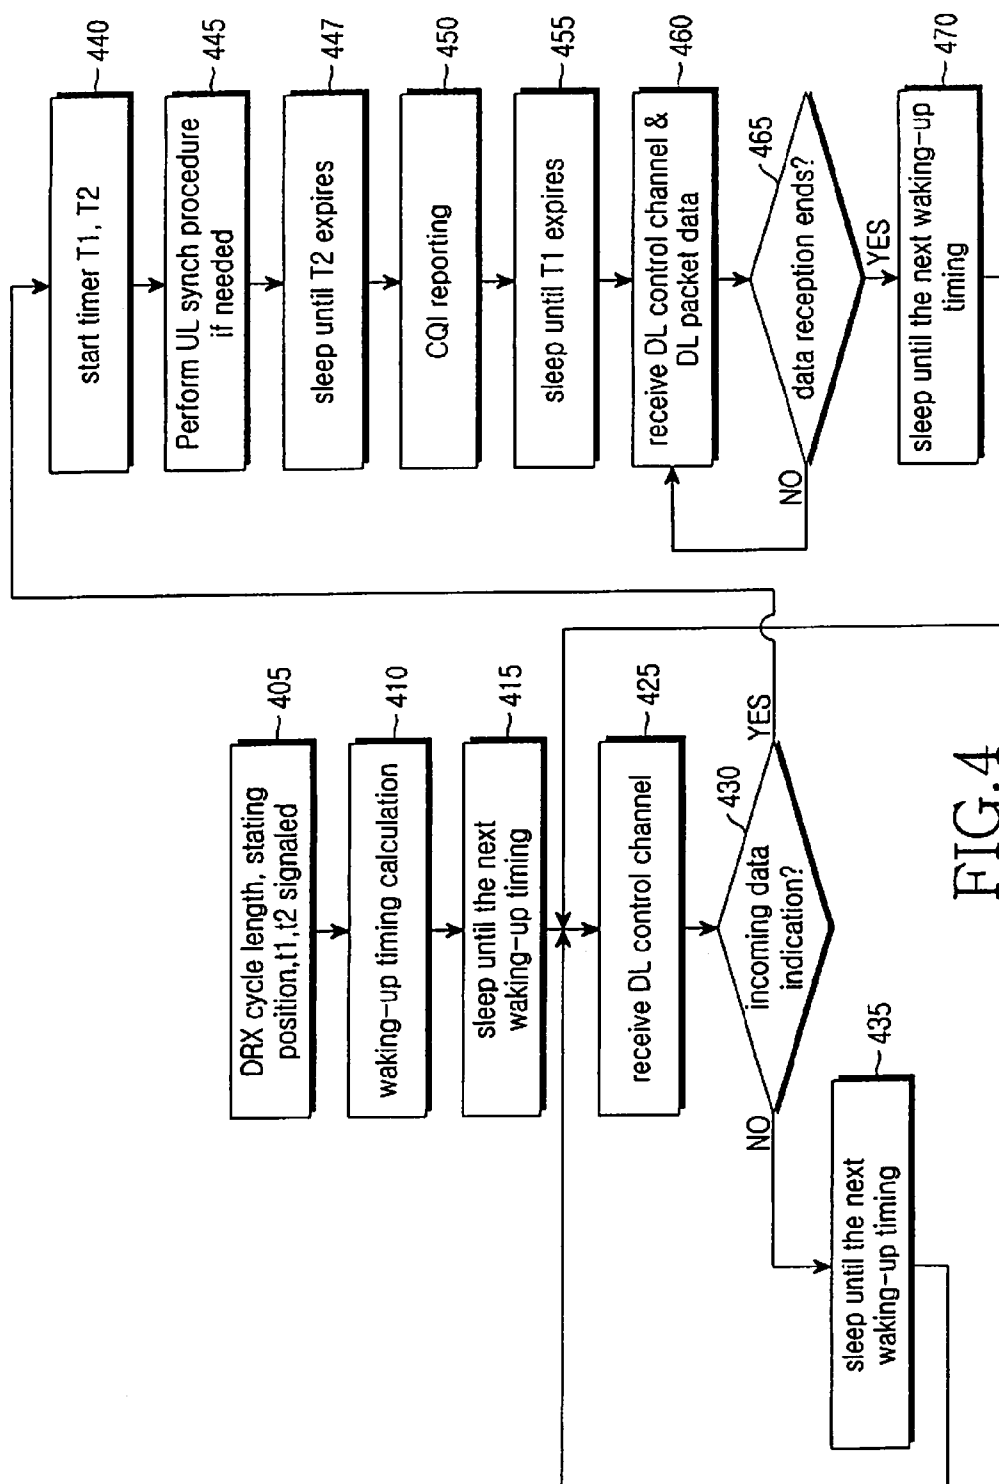 405
DRX cycle length, stating
position,t1,t2 signaled
410
waking-up timing calculation
415
sleep until the next
waking-up timing
425
receive DL control channel
430
incoming data
indication?
YES
NO
435
sleep until the next
waking-up timing
440
start timer T1, T2
445
Perform UL synch procedure
if needed
447
sleep until T2 expires
450
CQI reporting
455
sleep until T1 expires
460
receive DL control channel &
DL packet data
465
data reception ends?
NO
YES
470
sleep until the next waking-up
timing
FIG.4